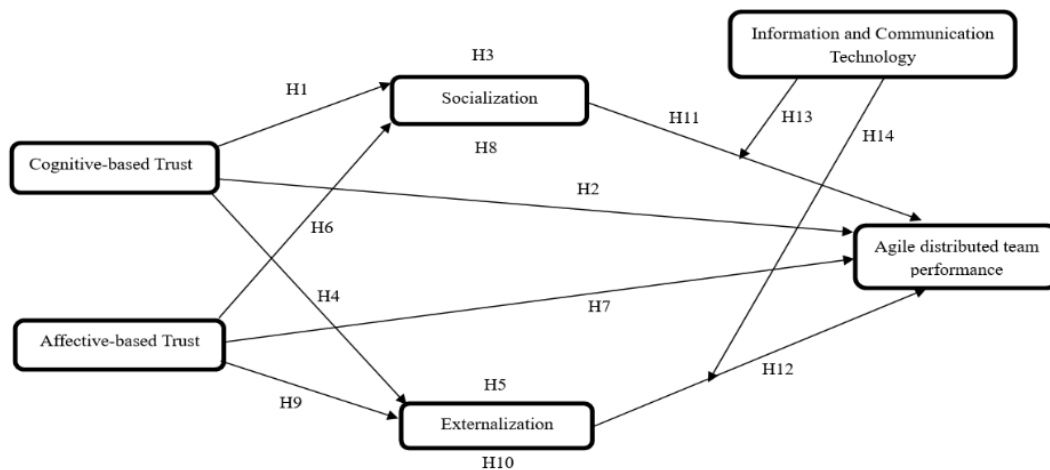 Information and Communication
Technology
H3
H1
Socialization
H11
H13
H14
H8
Cognitive-based Trust
H2
H6
Agile distributed team
performance
H4
H7
Affective-based Trust
H12
H5
H9
Externalization
H10